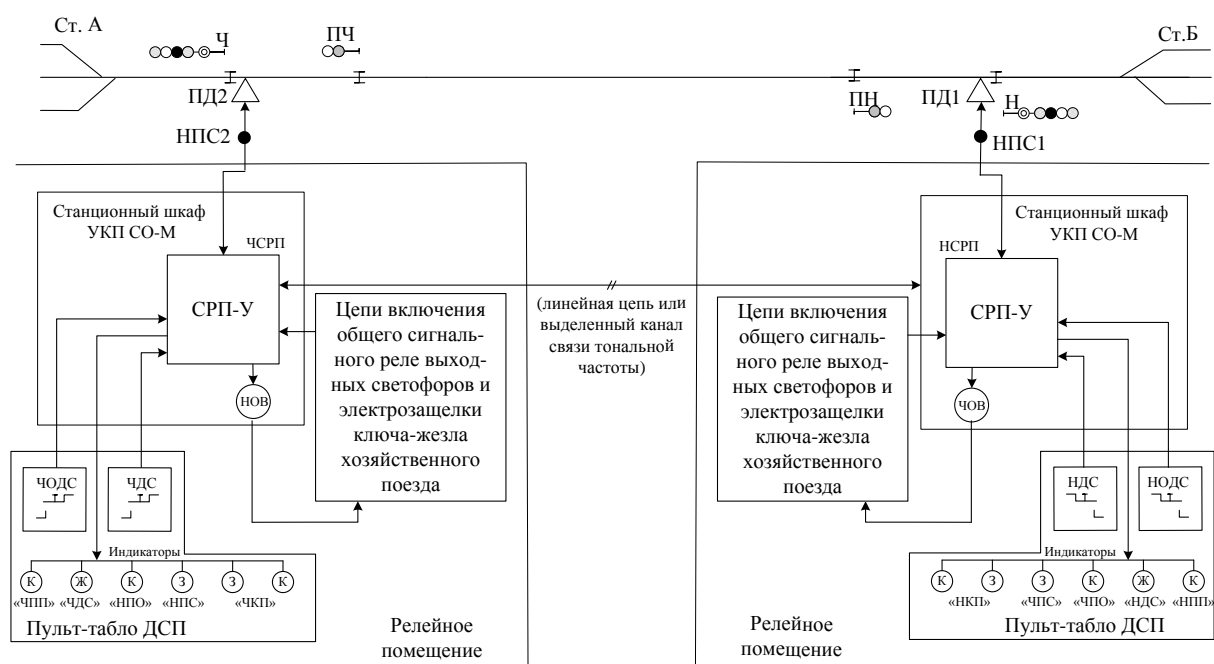 Ст. А
Ч
ПЧ
Ст.Б
ПД2
НПС2
ПН
ПД1
Н
НПС1
Станционный шкаф
УКП СО-М
ЧСРП
СРП-У
НОВ
Цепи включения
общего сигналь-
ного реле выход-
ных светофоров и
электрозащелки
ключа-жезла
хозяйственного
поезда
(линейная цепь или
выделенный канал
связи тональной
частоты)
Цепи включения
общего сигналь-
ного реле выход-
ных светофоров и
электрозащелки
ключа-жезла
хозяйственного
поезда
Станционный шкаф
УКП СО-М
НСРП
СРП-У
ЧОВ
ЧОДС
ЧДС
Индикаторы
К Ж К З З К
«ЧПП» «ЧДС» «НПО» «НПС» «ЧКП»
Пульт-табло ДСП
Релейное
помещение
НДС
НОДС
Индикаторы
К З З К Ж К
«НКП» «ЧПС» «ЧПО» «НДС» «НПП»
Пульт-табло ДСП
Релейное
помещение